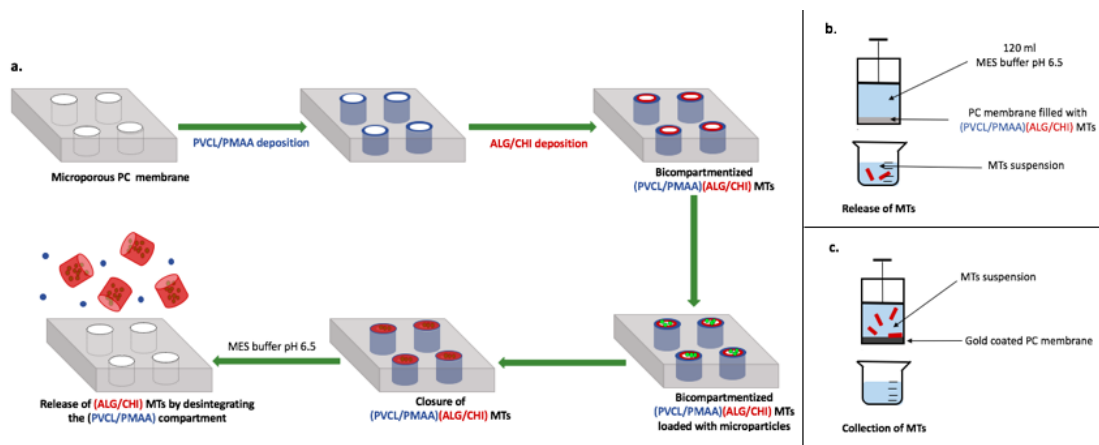 a.
Microporous PC membrane
PVCL/PMAA deposition
ALG/CHI deposition
Bicompartmentized
(PVCL/PMAA)(ALG/CHI) MTs
Bicompartmentized
(PVCL/PMAA)(ALG/CHI) MTs
loaded with microparticles
Closure of
(PVCL/PMAA)(ALG/CHI) MTs
MES buffer pH 6.5
Release of (ALG/CHI) MTs by desintegrating
the (PVCL/PMAA) compartment
b.
120 ml
MES buffer pH 6.5
PC membrane filled with
(PVCL/PMAA)(ALG/CHI) MTs
MTs suspension
Release of MTs
c.
MTs suspension
Gold coated PC membrane
Collection of MTs